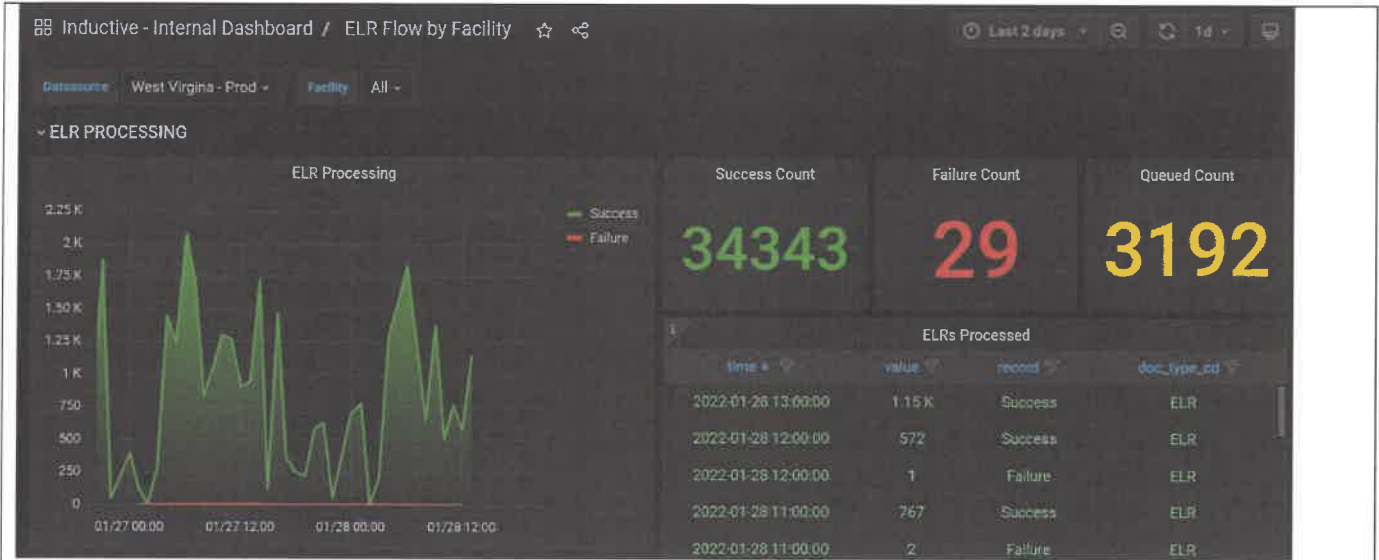 Inductive - Internal Dashboard / ELR Flow by Facility
Last 2 days
1d
Datasource West Virgina - Prod Facility All
ELR PROCESSING
ELR Processing
2.25 K
2 K
1.75 K
1.50 K
1.25 K
1 K
750
500
250
0
01/27 00:00 01/27 12:00 01/28 00:00 01/28 12:00
Success
Failure
Success Count
34343
Failure Count
29
Queued Count
3192
i
ELRs Processed
time value record doc_type_cd
2022-01-28 13:00:00 1.15 K Success ELR
2022-01-28 12:00:00 572 Success ELR
2022-01-28 12:00:00 1 Failure ELR
2022-01-28 11:00:00 767 Success ELR
2022-01-28 11:00:00 2 Failure ELR